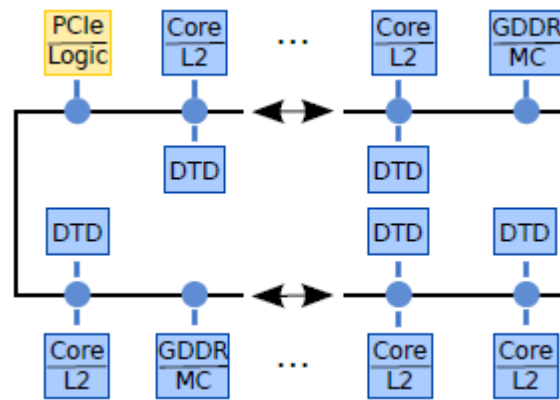 PCIe
Logic
Core
L2
...
Core
L2
GDDR
MC
DTD
DTD
DTD
DTD
DTD
Core
L2
GDDR
MC
...
Core
L2
Core
L2